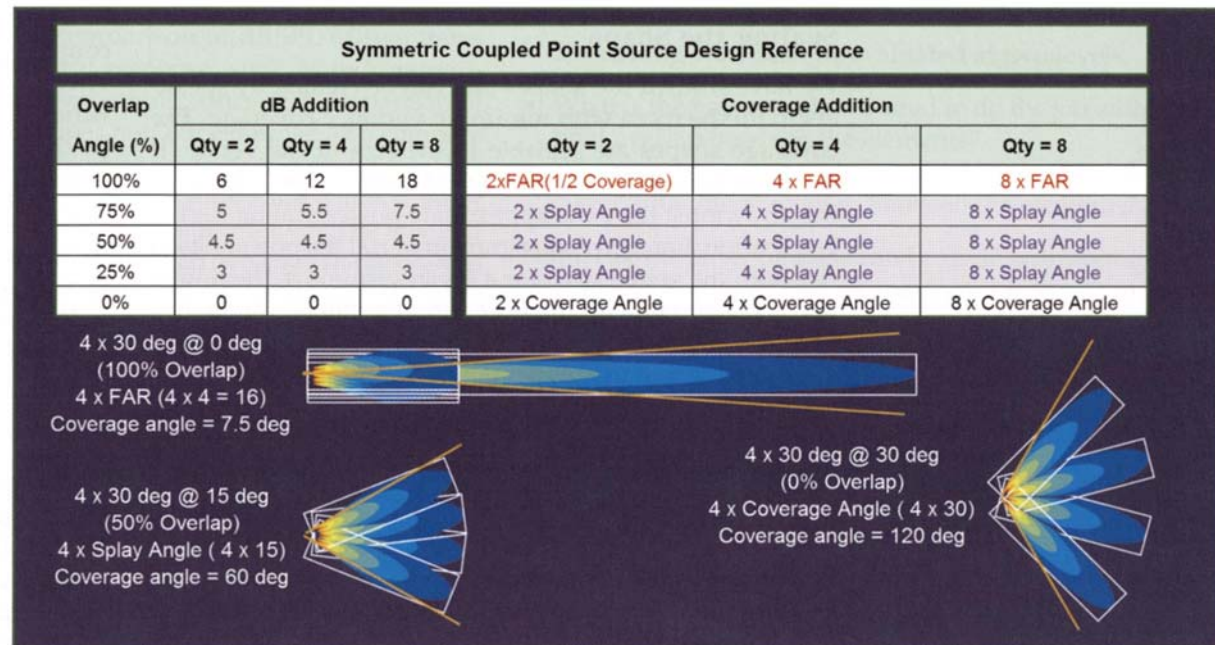 Symmetric Coupled Point Source Design Reference
Overlap
Angle (%)
dB Addition
Qty = 2 Qty = 4 Qty = 8
Coverage Addition
Qty = 2 Qty = 4 Qty = 8
100% 6 12 18 2xFAR(1/2 Coverage) 4 x FAR 8 x FAR
75% 5 5.5 7.5 2 x Splay Angle 4 x Splay Angle 8 x Splay Angle
50% 4.5 4.5 4.5 2 x Splay Angle 4 x Splay Angle 8 x Splay Angle
25% 3 3 3 2 x Splay Angle 4 x Splay Angle 8 x Splay Angle
0% 0 0 0 2 x Coverage Angle 4 x Coverage Angle 8 x Coverage Angle
4 x 30 deg @ 0 deg
(100% Overlap)
4 x FAR (4 x 4 = 16)
Coverage angle = 7.5 deg
4 x 30 deg @ 15 deg
(50% Overlap)
4 x Splay Angle ( 4 x 15)
Coverage angle = 60 deg
4 x 30 deg @ 30 deg
(0% Overlap)
4 x Coverage Angle ( 4 x 30)
Coverage angle = 120 deg